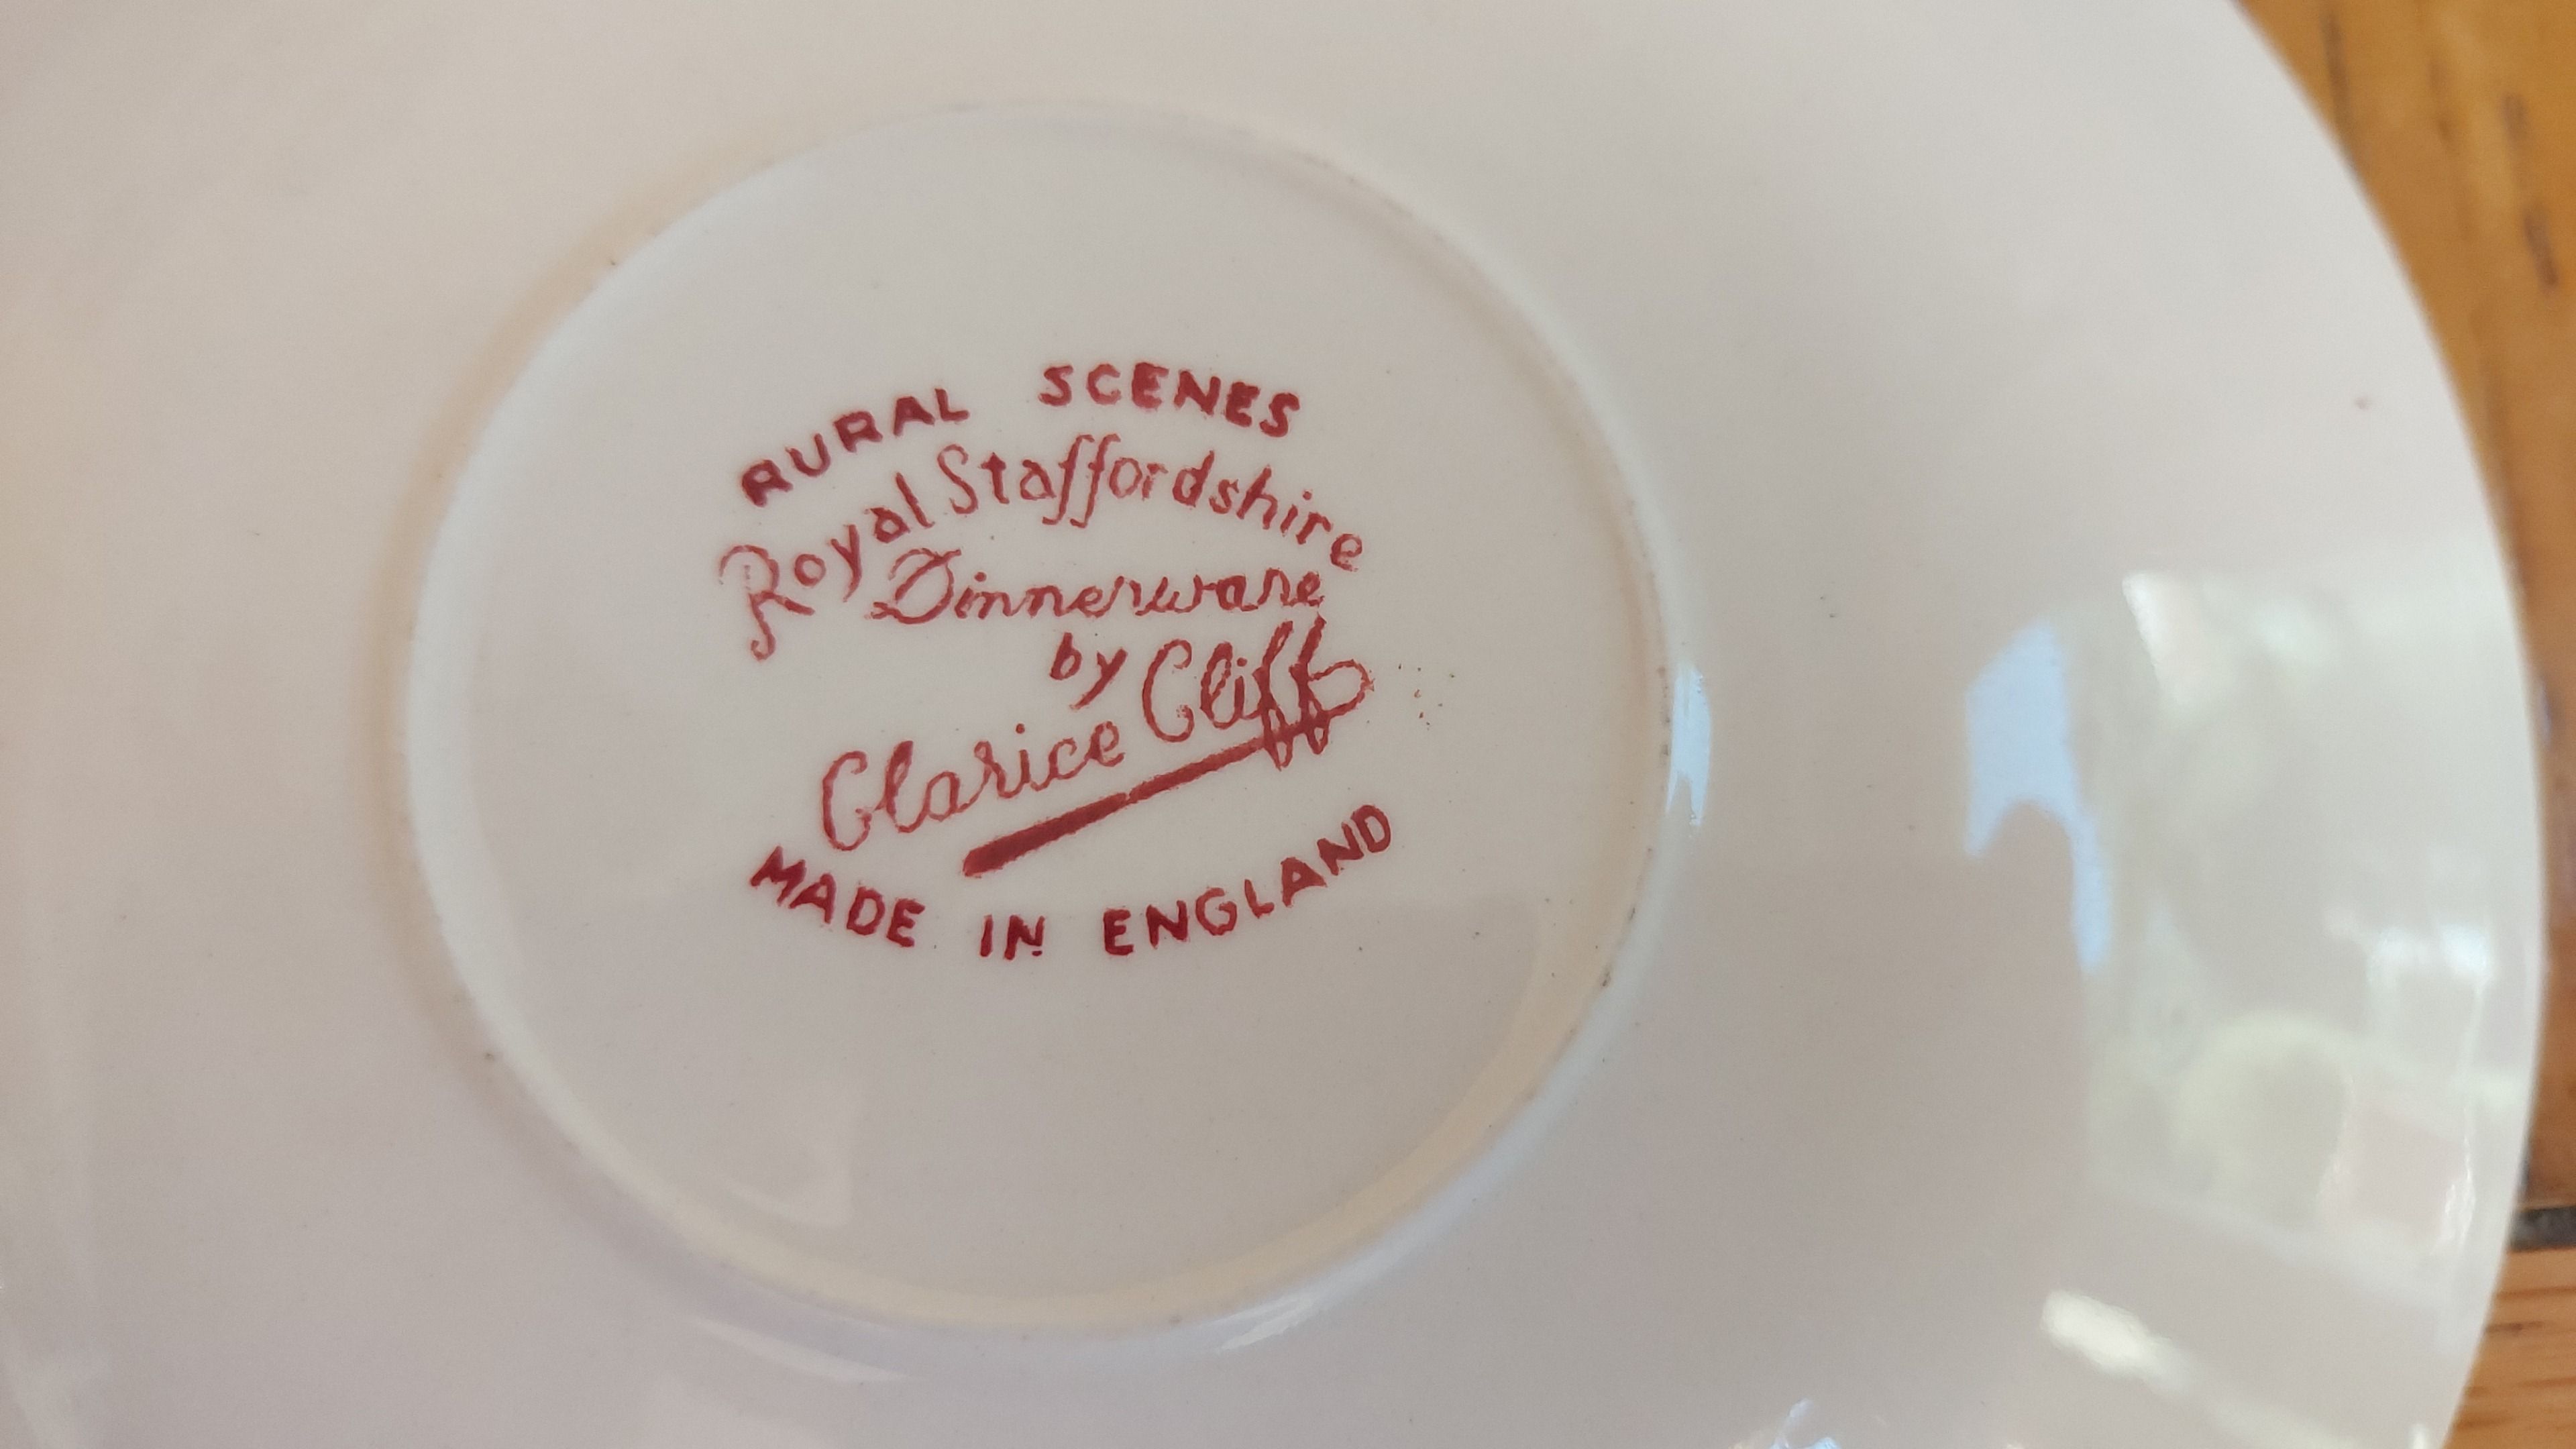 RURAL SCENES
Royal Staffordshire
Dinnerware
by
Clarice Cliff
MADE IN ENGLAND